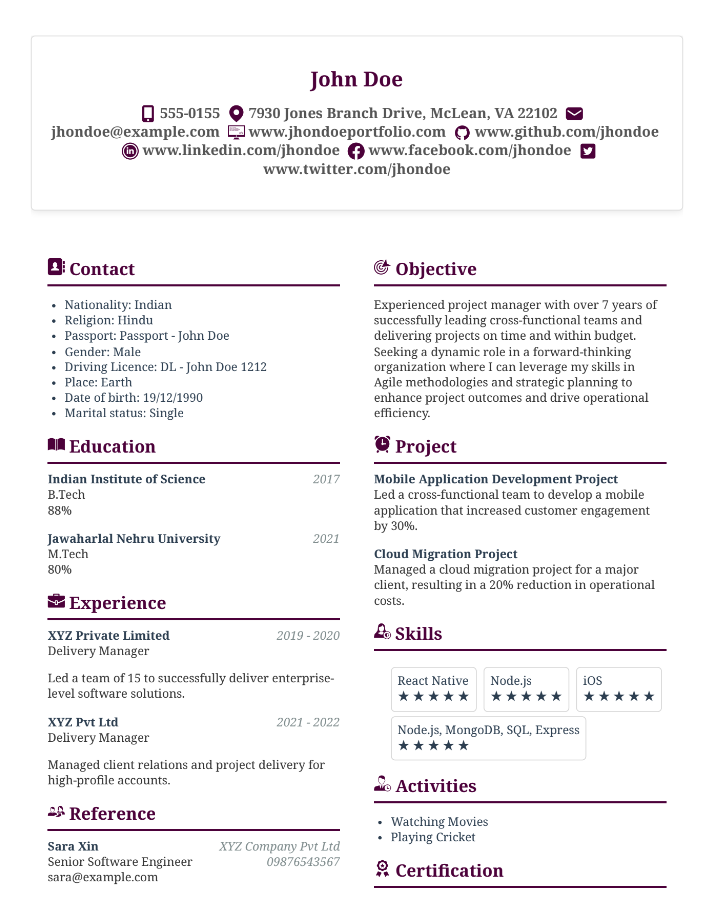 John Doe
555-0155 7930 Jones Branch Drive, McLean, VA 22102
jhondoe@example.com www.jhondoeportfolio.com www.github.com/jhondoe
www.linkedin.com/jhondoe www.facebook.com/jhondoe
www.twitter.com/jhondoe
Contact
• Nationality: Indian
• Religion: Hindu
• Passport: Passport - John Doe
• Gender: Male
• Driving Licence: DL - John Doe 1212
• Place: Earth
• Date of birth: 19/12/1990
• Marital status: Single
Education
Indian Institute of Science 2017
B.Tech
88%
Jawaharlal Nehru University 2021
M.Tech
80%
Experience
XYZ Private Limited 2019 - 2020
Delivery Manager
Led a team of 15 to successfully deliver enterprise-
level software solutions.
XYZ Pvt Ltd 2021 - 2022
Delivery Manager
Managed client relations and project delivery for
high-profile accounts.
Reference
Sara Xin XYZ Company Pvt Ltd
Senior Software Engineer 09876543567
sara@example.com
Objective
Experienced project manager with over 7 years of
successfully leading cross-functional teams and
delivering projects on time and within budget.
Seeking a dynamic role in a forward-thinking
organization where I can leverage my skills in
Agile methodologies and strategic planning to
enhance project outcomes and drive operational
efficiency.
Project
Mobile Application Development Project
Led a cross-functional team to develop a mobile
application that increased customer engagement
by 30%.
Cloud Migration Project
Managed a cloud migration project for a major
client, resulting in a 20% reduction in operational
costs.
Skills
React Native Node.js iOS
★★★★★ ★★★★★ ★★★★★
Node.js, MongoDB, SQL, Express
★★★★★
Activities
• Watching Movies
• Playing Cricket
Certification